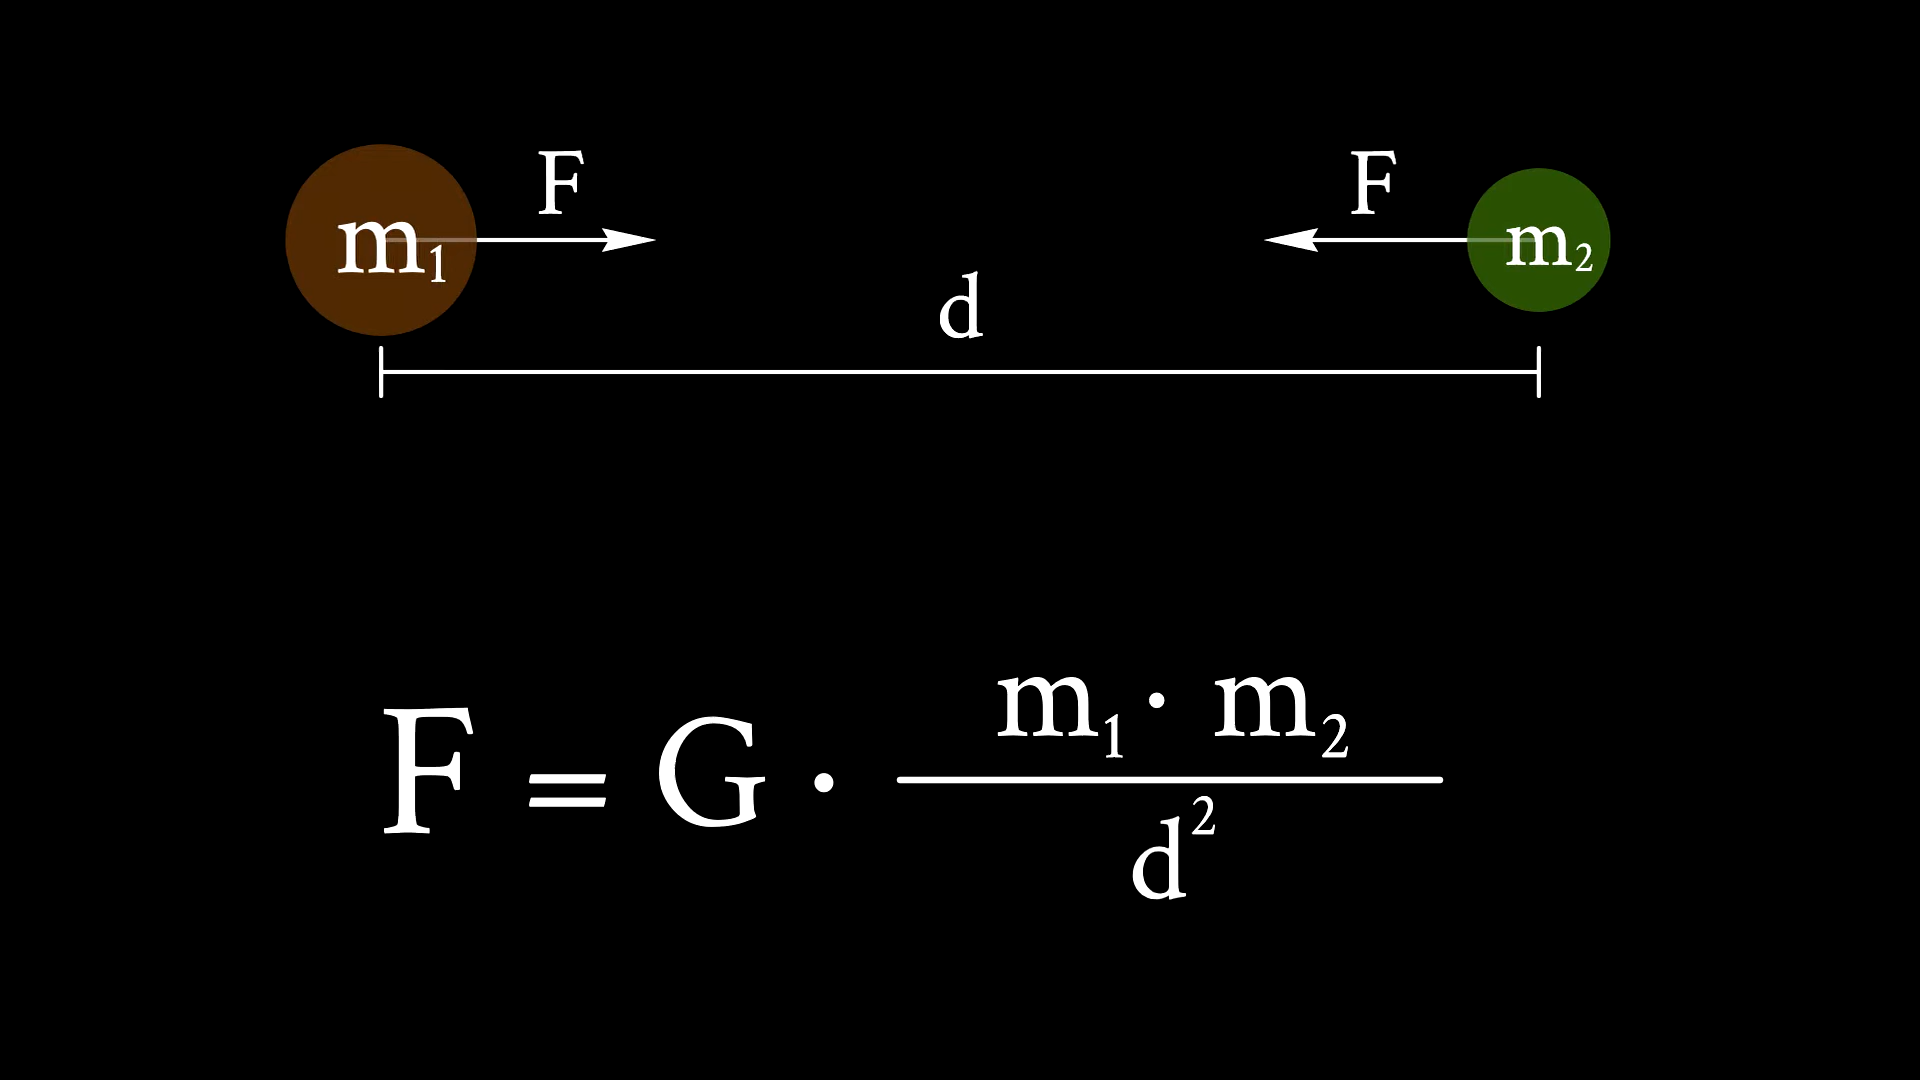 F F
m₁ m₂
d
F = G · m₁ · m₂ / d²